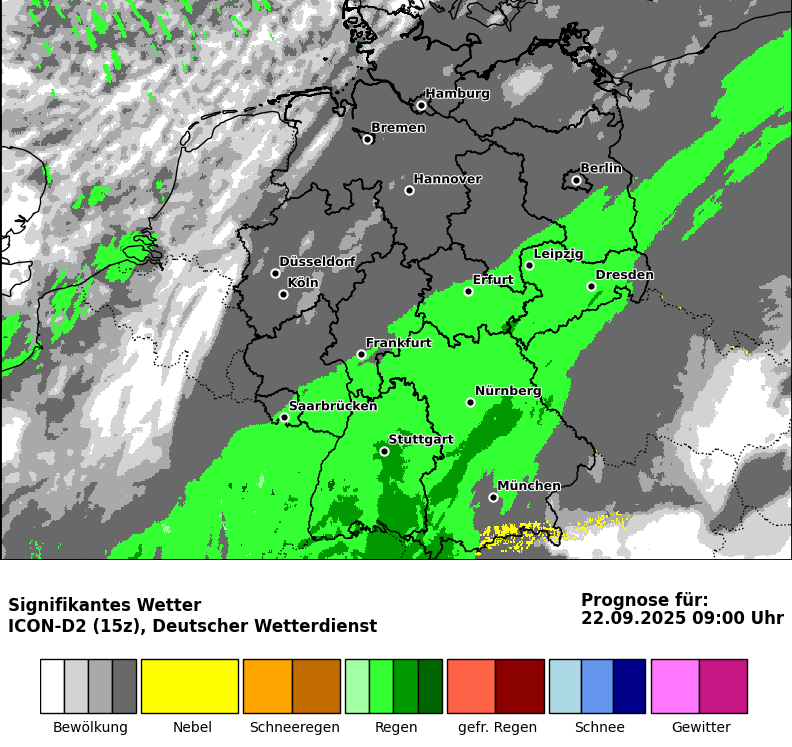 Hamburg
Bremen
Berlin
Hannover
Leipzig
Düsseldorf
Dresden
Köln
Erfurt
Frankfurt
Nürnberg
Saarbrücken
Stuttgart
München
Signifikantes Wetter
ICON-D2 (15z), Deutscher Wetterdienst
Prognose für:
22.09.2025 09:00 Uhr
Bewölkung Nebel Schneeregen Regen gefr. Regen Schnee Gewitter